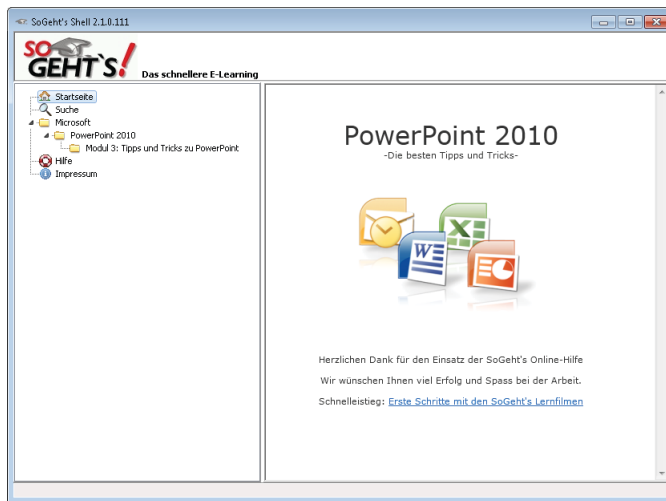 SoGeht's Shell 2.1.0.111
SO
GEHT`S!
Das schnellere E-Learning
Startseite
Suche
Microsoft
PowerPoint 2010
Modul 3: Tipps und Tricks zu PowerPoint
Hilfe
Impressum
PowerPoint 2010
-Die besten Tipps und Tricks-
Herzlichen Dank für den Einsatz der SoGeht's Online-Hilfe
Wir wünschen Ihnen viel Erfolg und Spass bei der Arbeit.
Schnelleistieg: Erste Schritte mit den SoGeht's Lernfilmen